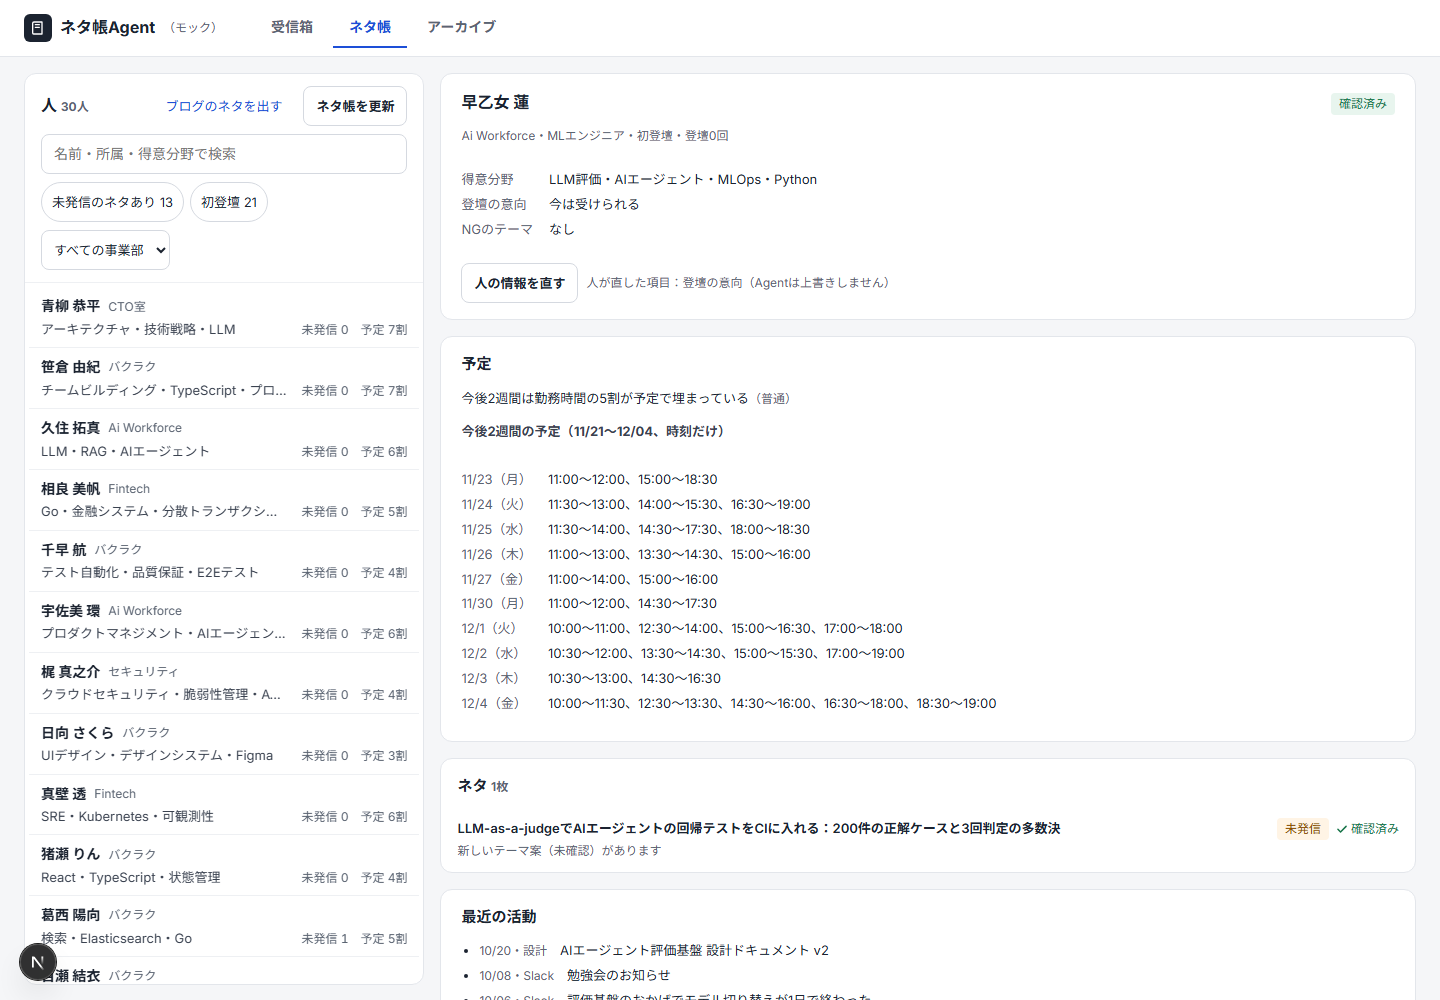 ネタ帳Agent （モック） 受信箱 ネタ帳 アーカイブ
人 30人 ブログのネタを出す ネタ帳を更新
名前・所属・得意分野で検索
未発信のネタあり 13 初登壇 21
すべての事業部
青柳 恭平 CTO室
アーキテクチャ・技術戦略・LLM 未発信 0 予定 7割
笹倉 由紀 バクラク
チームビルディング・TypeScript・プロ... 未発信 0 予定 7割
久住 拓真 Ai Workforce
LLM・RAG・AIエージェント 未発信 0 予定 6割
相良 美帆 Fintech
Go・金融システム・分散トランザクシ... 未発信 0 予定 5割
千早 航 バクラク
テスト自動化・品質保証・E2Eテスト 未発信 0 予定 4割
宇佐美 環 Ai Workforce
プロダクトマネジメント・AIエージェン... 未発信 0 予定 6割
梶 真之介 セキュリティ
クラウドセキュリティ・脆弱性管理・A... 未発信 0 予定 4割
日向 さくら バクラク
UIデザイン・デザインシステム・Figma 未発信 0 予定 3割
真壁 透 Fintech
SRE・Kubernetes・可観測性 未発信 0 予定 6割
猪瀬 りん バクラク
React・TypeScript・状態管理 未発信 0 予定 4割
葛西 陽向 バクラク
検索・Elasticsearch・Go 未発信 1 予定 5割
瀬 結衣 バクラク
N
早乙女 蓮 確認済み
Ai Workforce・MLエンジニア・初登壇・登壇0回
得意分野 LLM評価・AIエージェント・MLOps・Python
登壇の意向 今は受けられる
NGのテーマ なし
人の情報を直す 人が直した項目：登壇の意向（Agentは上書きしません）
予定
今後2週間は勤務時間の5割が予定で埋まっている（普通）
今後2週間の予定（11/21〜12/04、時刻だけ）
11/23（月） 11:00〜12:00、15:00〜18:30
11/24（火） 11:30〜13:00、14:00〜15:30、16:30〜19:00
11/25（水） 11:30〜14:00、14:30〜17:30、18:00〜18:30
11/26（木） 11:00〜13:00、13:30〜14:30、15:00〜16:00
11/27（金） 11:00〜14:00、15:00〜16:00
11/30（月） 11:00〜12:00、14:30〜17:30
12/1（火） 10:00〜11:00、12:30〜14:00、15:00〜16:30、17:00〜18:00
12/2（水） 10:30〜12:00、13:30〜14:30、15:00〜15:30、17:00〜19:00
12/3（木） 10:30〜13:00、14:30〜16:30
12/4（金） 10:00〜11:30、12:30〜13:30、14:30〜16:00、16:30〜18:00、18:30〜19:00
ネタ 1枚
LLM-as-a-judgeでAIエージェントの回帰テストをCIに入れる：200件の正解ケースと3回判定の多数決 未発信 確認済み
新しいテーマ案（未確認）があります
最近の活動
10/20・設計 AIエージェント評価基盤 設計ドキュメント v2
10/08・Slack 勉強会のお知らせ
10/06・Slack 評価基盤のおかげでモデル切り替えが1日で終わった